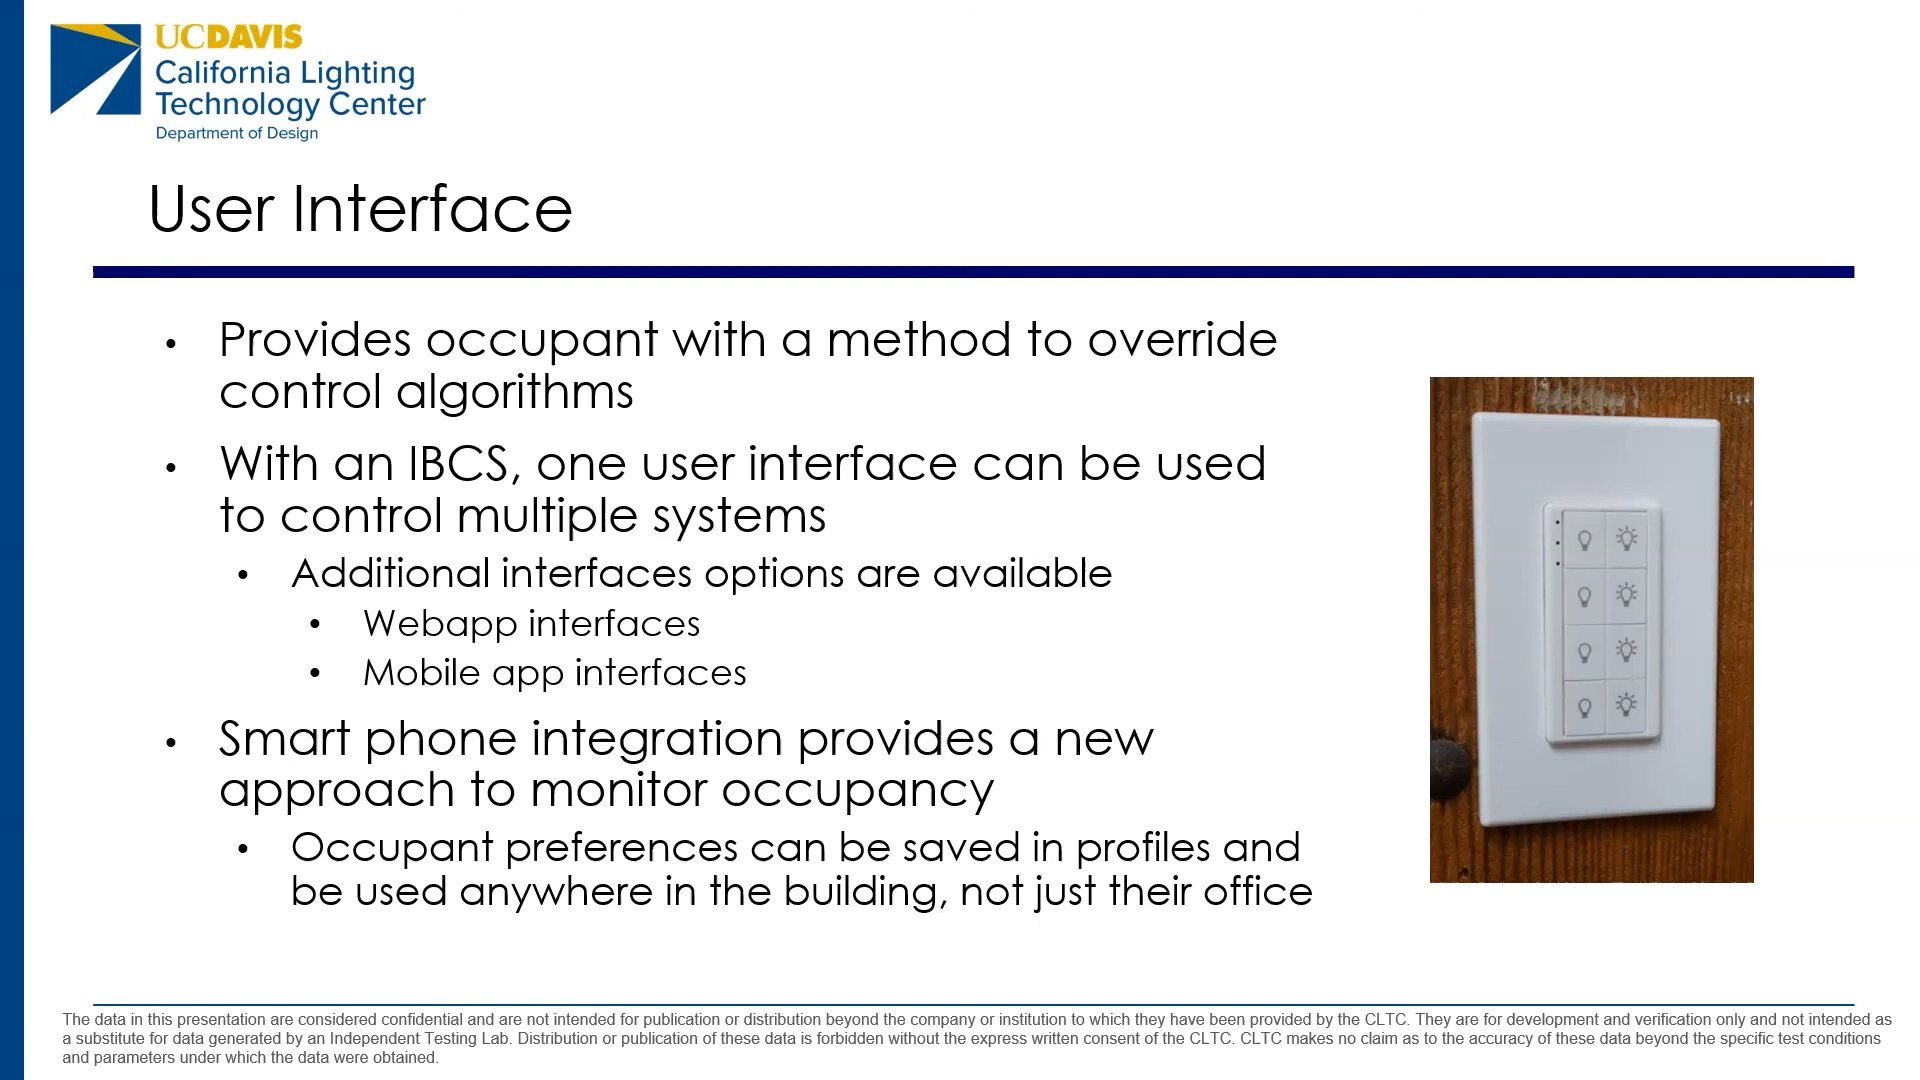 UCDAVIS
California Lighting
Technology Center
Department of Design
User Interface
• Provides occupant with a method to override
control algorithms
• With an IBCS, one user interface can be used
to control multiple systems
• Additional interfaces options are available
• Webapp interfaces
• Mobile app interfaces
• Smart phone integration provides a new
approach to monitor occupancy
• Occupant preferences can be saved in profiles and
be used anywhere in the building, not just their office
The data in this presentation are considered confidential and are not intended for publication or distribution beyond the company or institution to which they have been provided by the CLTC. They are for development and verification only and not intended as
a substitute for data generated by an Independent Testing Lab. Distribution or publication of these data is forbidden without the express written consent of the CLTC. CLTC makes no claim as to the accuracy of these data beyond the specific test conditions
and parameters under which the data were obtained.